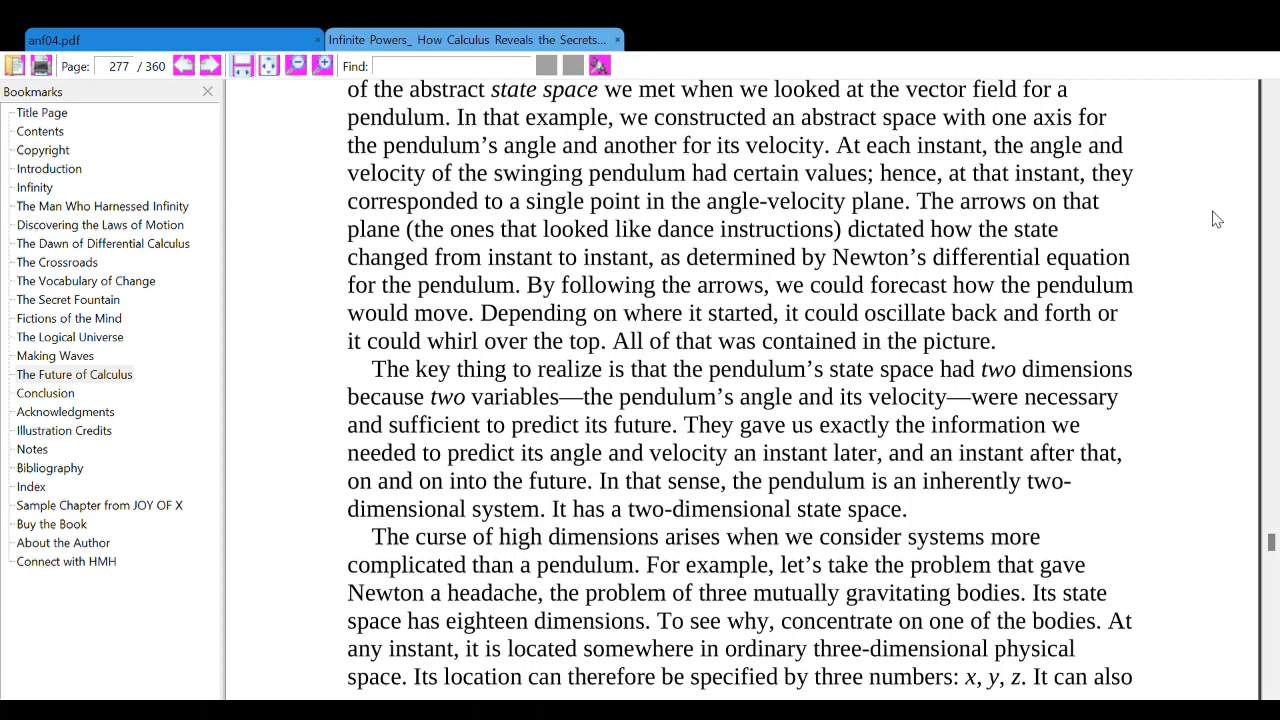 anf04.pdf
Infinite Powers_ How Calculus Reveals the Secrets...
Page: 277 / 360
Find:
Bookmarks
Title Page
Contents
Copyright
Introduction
Infinity
The Man Who Harnessed Infinity
Discovering the Laws of Motion
The Dawn of Differential Calculus
The Crossroads
The Vocabulary of Change
The Secret Fountain
Fictions of the Mind
The Logical Universe
Making Waves
The Future of Calculus
Conclusion
Acknowledgments
Illustration Credits
Notes
Bibliography
Index
Sample Chapter from JOY OF X
Buy the Book
About the Author
Connect with HMH
of the abstract state space we met when we looked at the vector field for a
pendulum. In that example, we constructed an abstract space with one axis for
the pendulum’s angle and another for its velocity. At each instant, the angle and
velocity of the swinging pendulum had certain values; hence, at that instant, they
corresponded to a single point in the angle-velocity plane. The arrows on that
plane (the ones that looked like dance instructions) dictated how the state
changed from instant to instant, as determined by Newton’s differential equation
for the pendulum. By following the arrows, we could forecast how the pendulum
would move. Depending on where it started, it could oscillate back and forth or
it could whirl over the top. All of that was contained in the picture.
The key thing to realize is that the pendulum’s state space had two dimensions
because two variables—the pendulum’s angle and its velocity—were necessary
and sufficient to predict its future. They gave us exactly the information we
needed to predict its angle and velocity an instant later, and an instant after that,
on and on into the future. In that sense, the pendulum is an inherently two-
dimensional system. It has a two-dimensional state space.
The curse of high dimensions arises when we consider systems more
complicated than a pendulum. For example, let’s take the problem that gave
Newton a headache, the problem of three mutually gravitating bodies. Its state
space has eighteen dimensions. To see why, concentrate on one of the bodies. At
any instant, it is located somewhere in ordinary three-dimensional physical
space. Its location can therefore be specified by three numbers: x, y, z. It can also